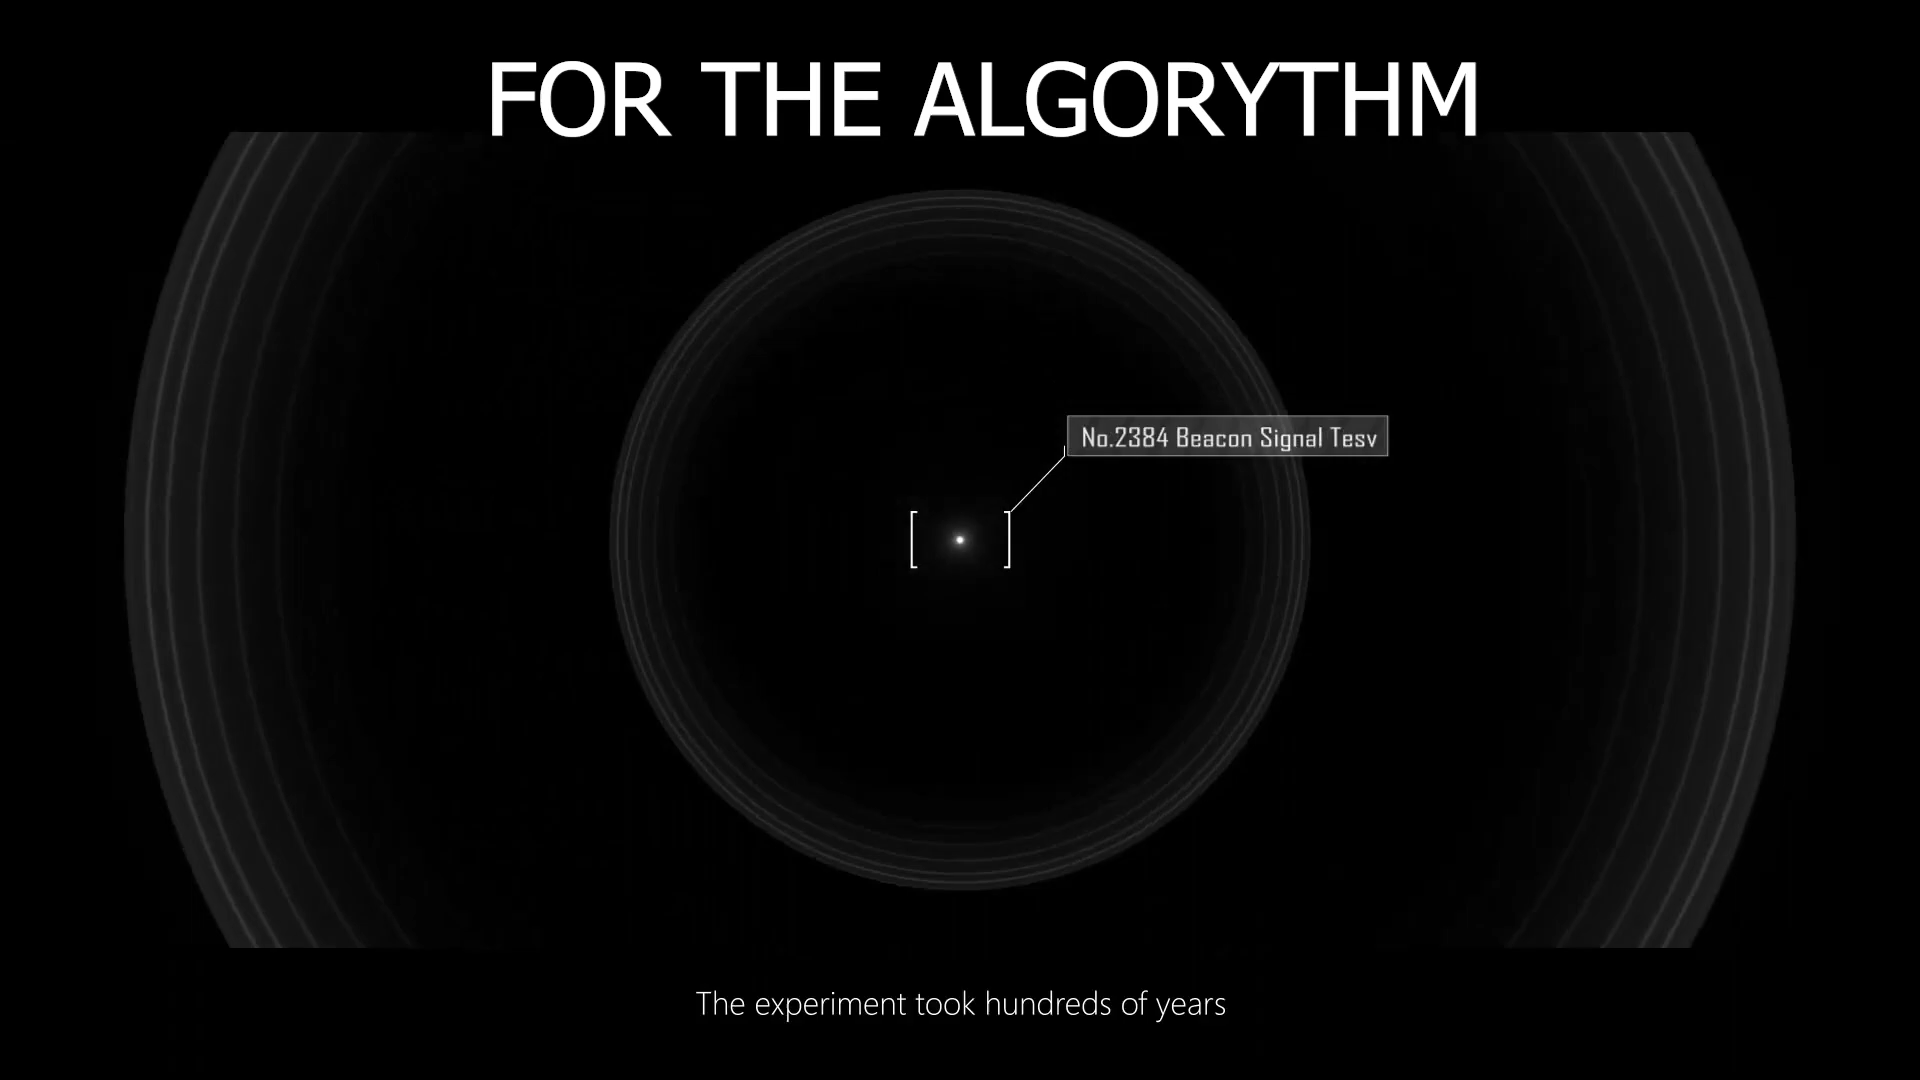 FOR THE ALGORYTHM
No.2384 Beacon Signal Tesv
The experiment took hundreds of years